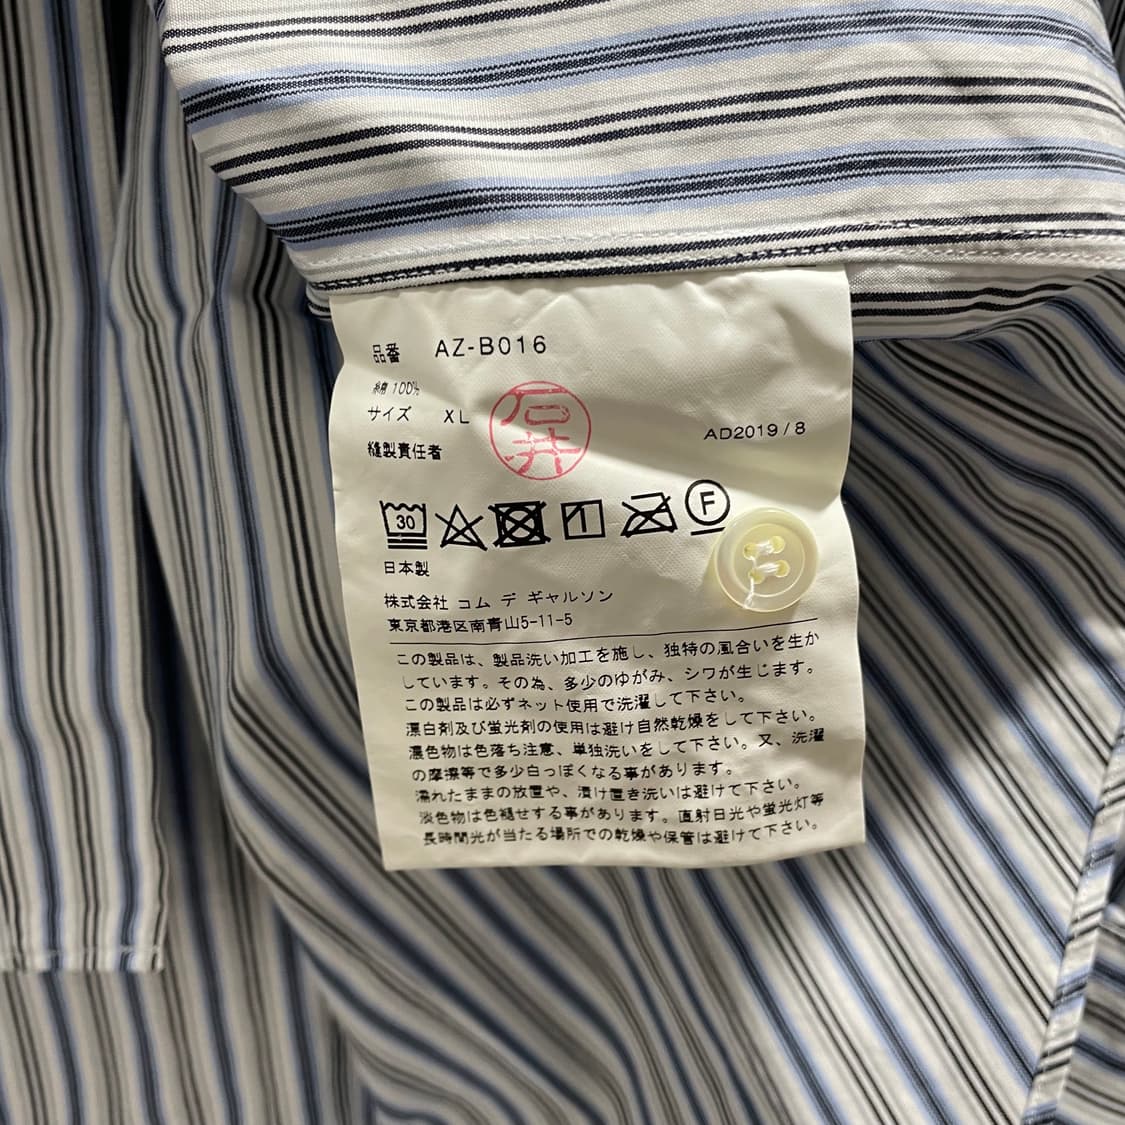 品番 AZ-B016
綿 100%
サイズ XL
縫製責任者
石井
AD2019/8
30
F
日本製
株式会社 コム デ ギャルソン
東京都港区南青山5-11-5
この製品は、製品洗い加工を施し、独特の風合いを生か
しています。その為、多少のゆがみ、シワが生じます。
この製品は必ずネット使用で洗濯して下さい。
漂白剤及び蛍光剤の使用は避け自然乾燥をして下さい。
濃色物は色落ち注意、単独洗いをして下さい。又、洗濯
の摩擦等で多少白っぽくなる事があります。
濡れたままの放置や、漬け置き洗いは避けて下さい。
淡色物は色褪せする事があります。直射日光や蛍光灯等
長時間光が当たる場所での乾燥や保管は避けて下さい。